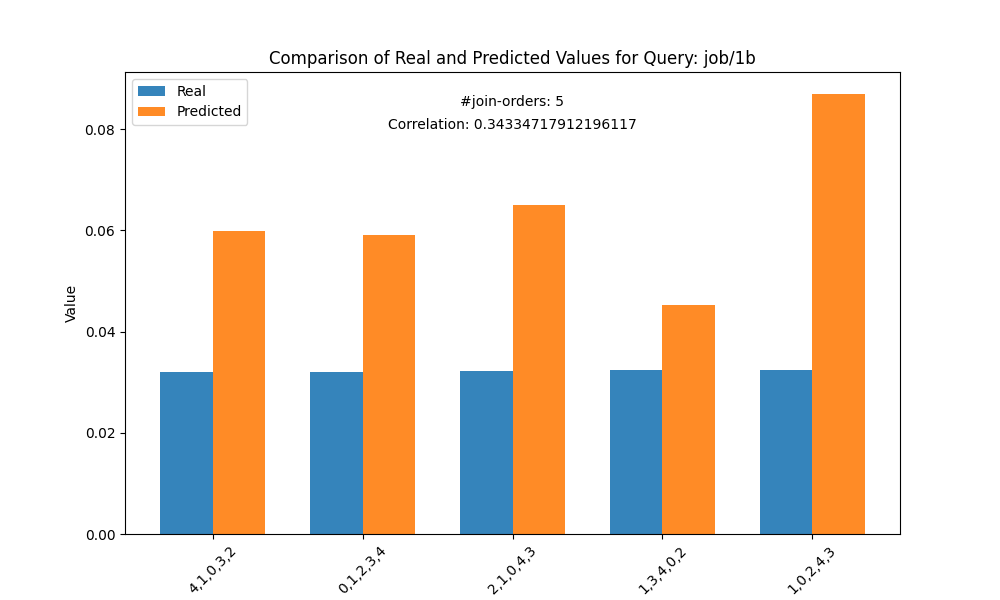 Comparison of Real and Predicted Values for Query: job/1b
Real
Predicted
#join-orders: 5
Correlation: 0.34334717912196117
Value
0.08
0.06
0.04
0.02
0.00
4,1,0,3,2
0,1,2,3,4
2,1,0,4,3
1,3,4,0,2
1,0,2,4,3